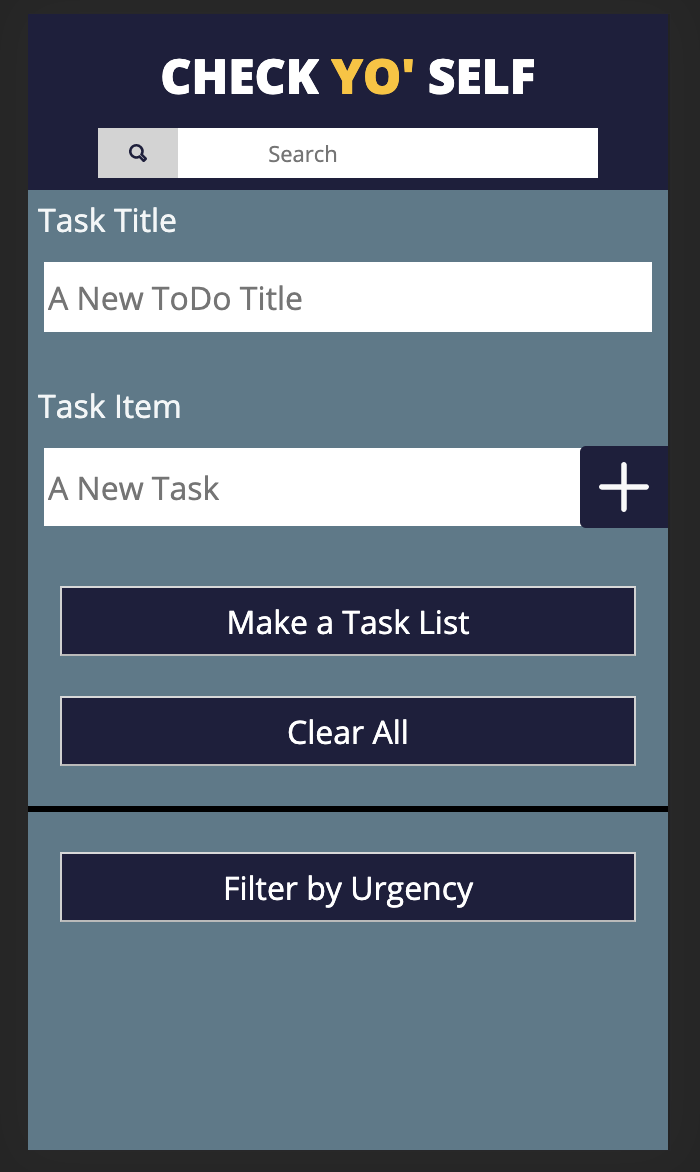 CHECK YO' SELF
Search
Task Title
A New ToDo Title
Task Item
A New Task
Make a Task List
Clear All
Filter by Urgency